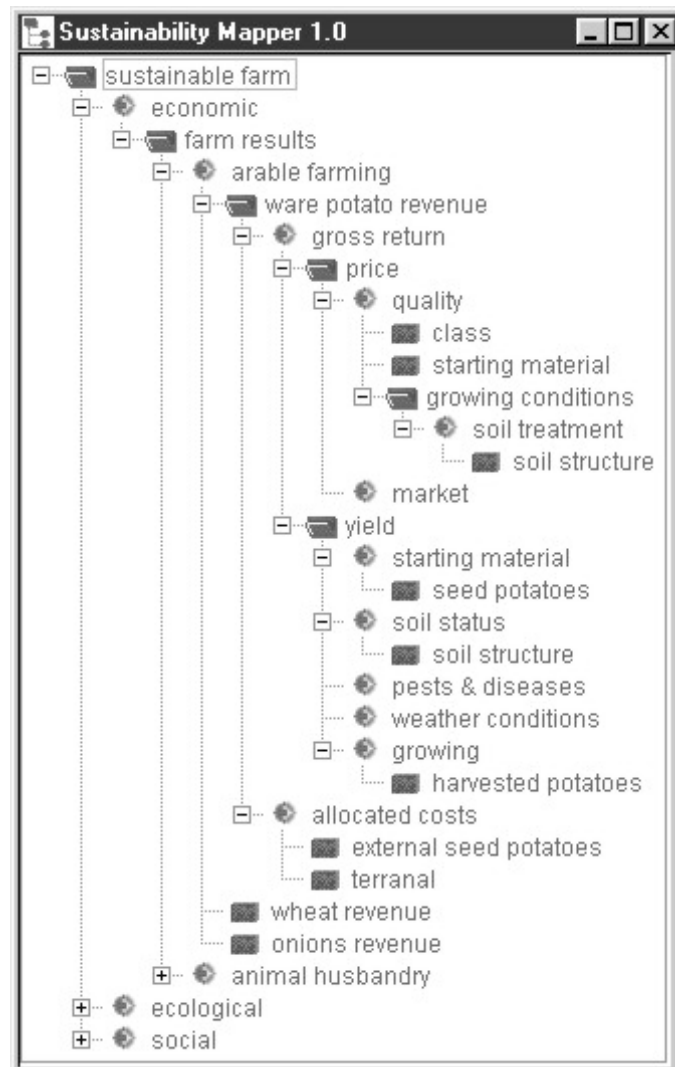 Sustainability Mapper 1.0
sustainable farm
economic
farm results
arable farming
ware potato revenue
gross return
price
quality
class
starting material
growing conditions
soil treatment
soil structure
market
yield
starting material
seed potatoes
soil status
soil structure
pests & diseases
weather conditions
growing
harvested potatoes
allocated costs
external seed potatoes
terranal
wheat revenue
onions revenue
animal husbandry
ecological
social